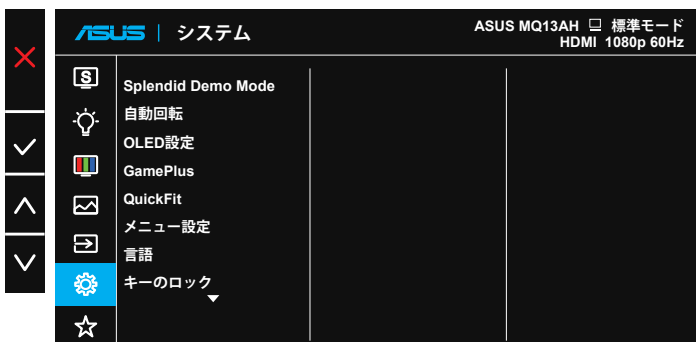 ASUS システム
ASUS MQ13AH 標準モード
HDMI 1080p 60Hz
S
Splendid Demo Mode
自動回転
OLED設定
GamePlus
QuickFit
メニュー設定
言語
キーのロック